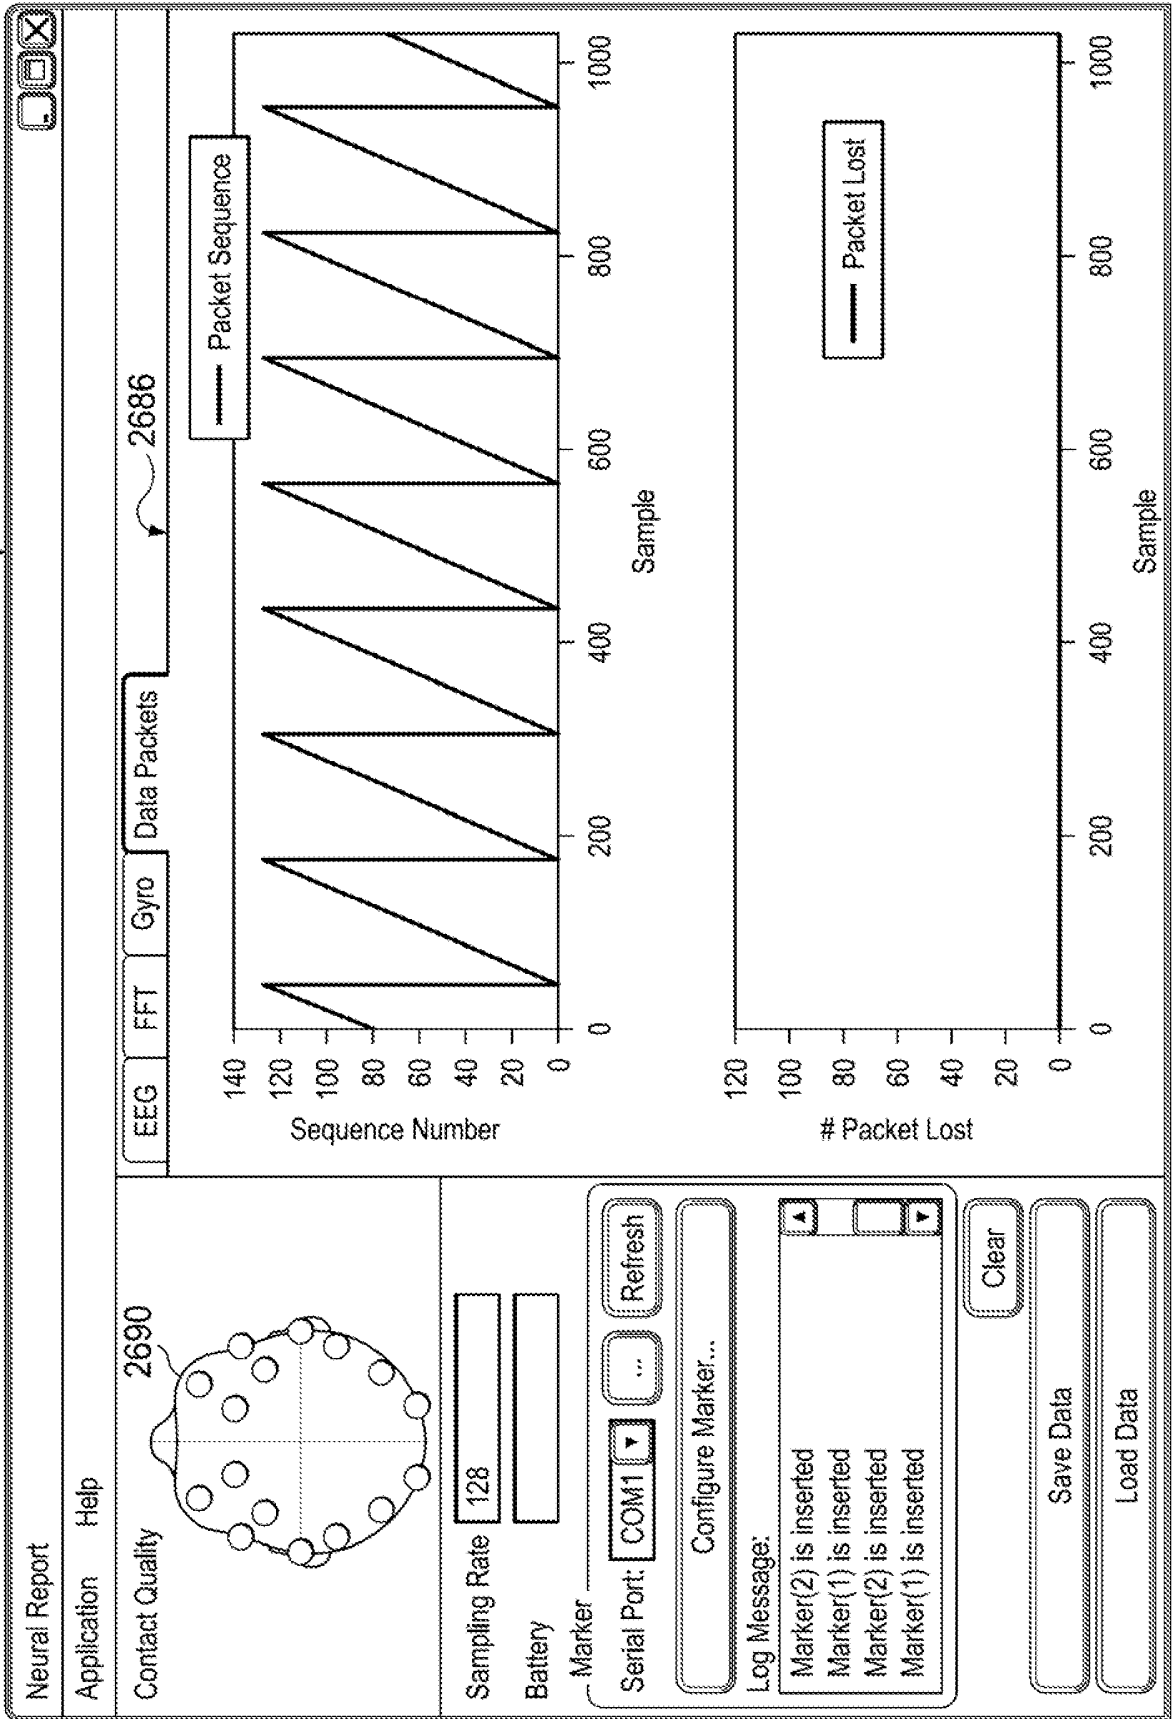 Neural Report
Application Help
Contact Quality
2690
Sampling Rate 128
Battery
Marker
Serial Port: COM1 ... Refresh
Configure Marker...
Log Message:
Marker(2) is inserted
Marker(1) is inserted
Marker(2) is inserted
Marker(1) is inserted
Clear
Save Data
Load Data
EEG FFT Gyro Data Packets
2686
Packet Sequence
Sequence Number
140
120
100
80
60
40
20
0
0 200 400 600 800 1000
Sample
Packet Lost
# Packet Lost
120
100
80
60
40
20
0
0 200 400 600 800 1000
Sample